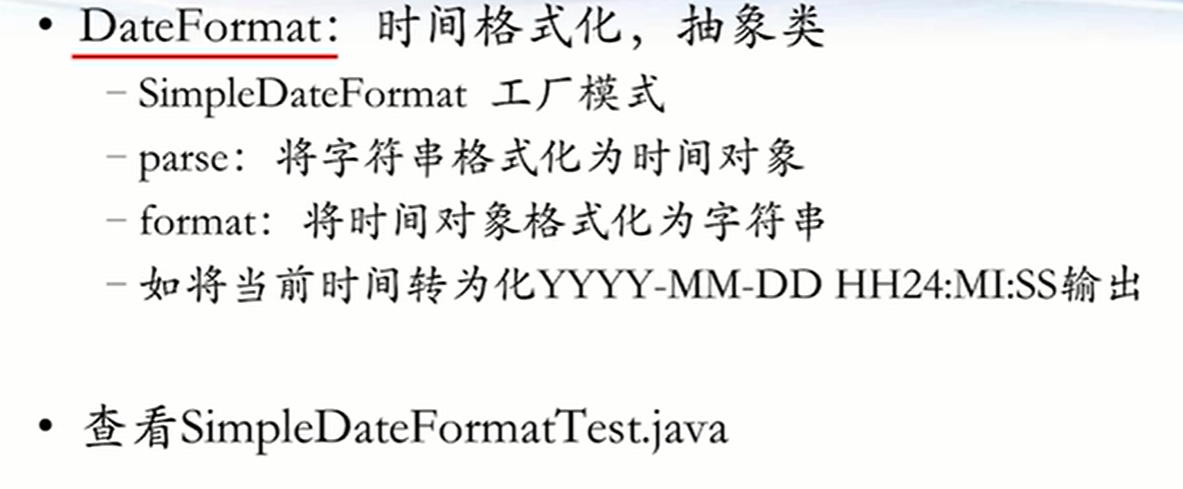 • DateFormat： 时间格式化，抽象类
– SimpleDateFormat 工厂模式
– parse： 将字符串格式化为时间对象
– format： 将时间对象格式化为字符串
– 如将当前时间转为化YYYY-MM-DD HH24:MI:SS输出
• 查看SimpleDateFormatTest.java